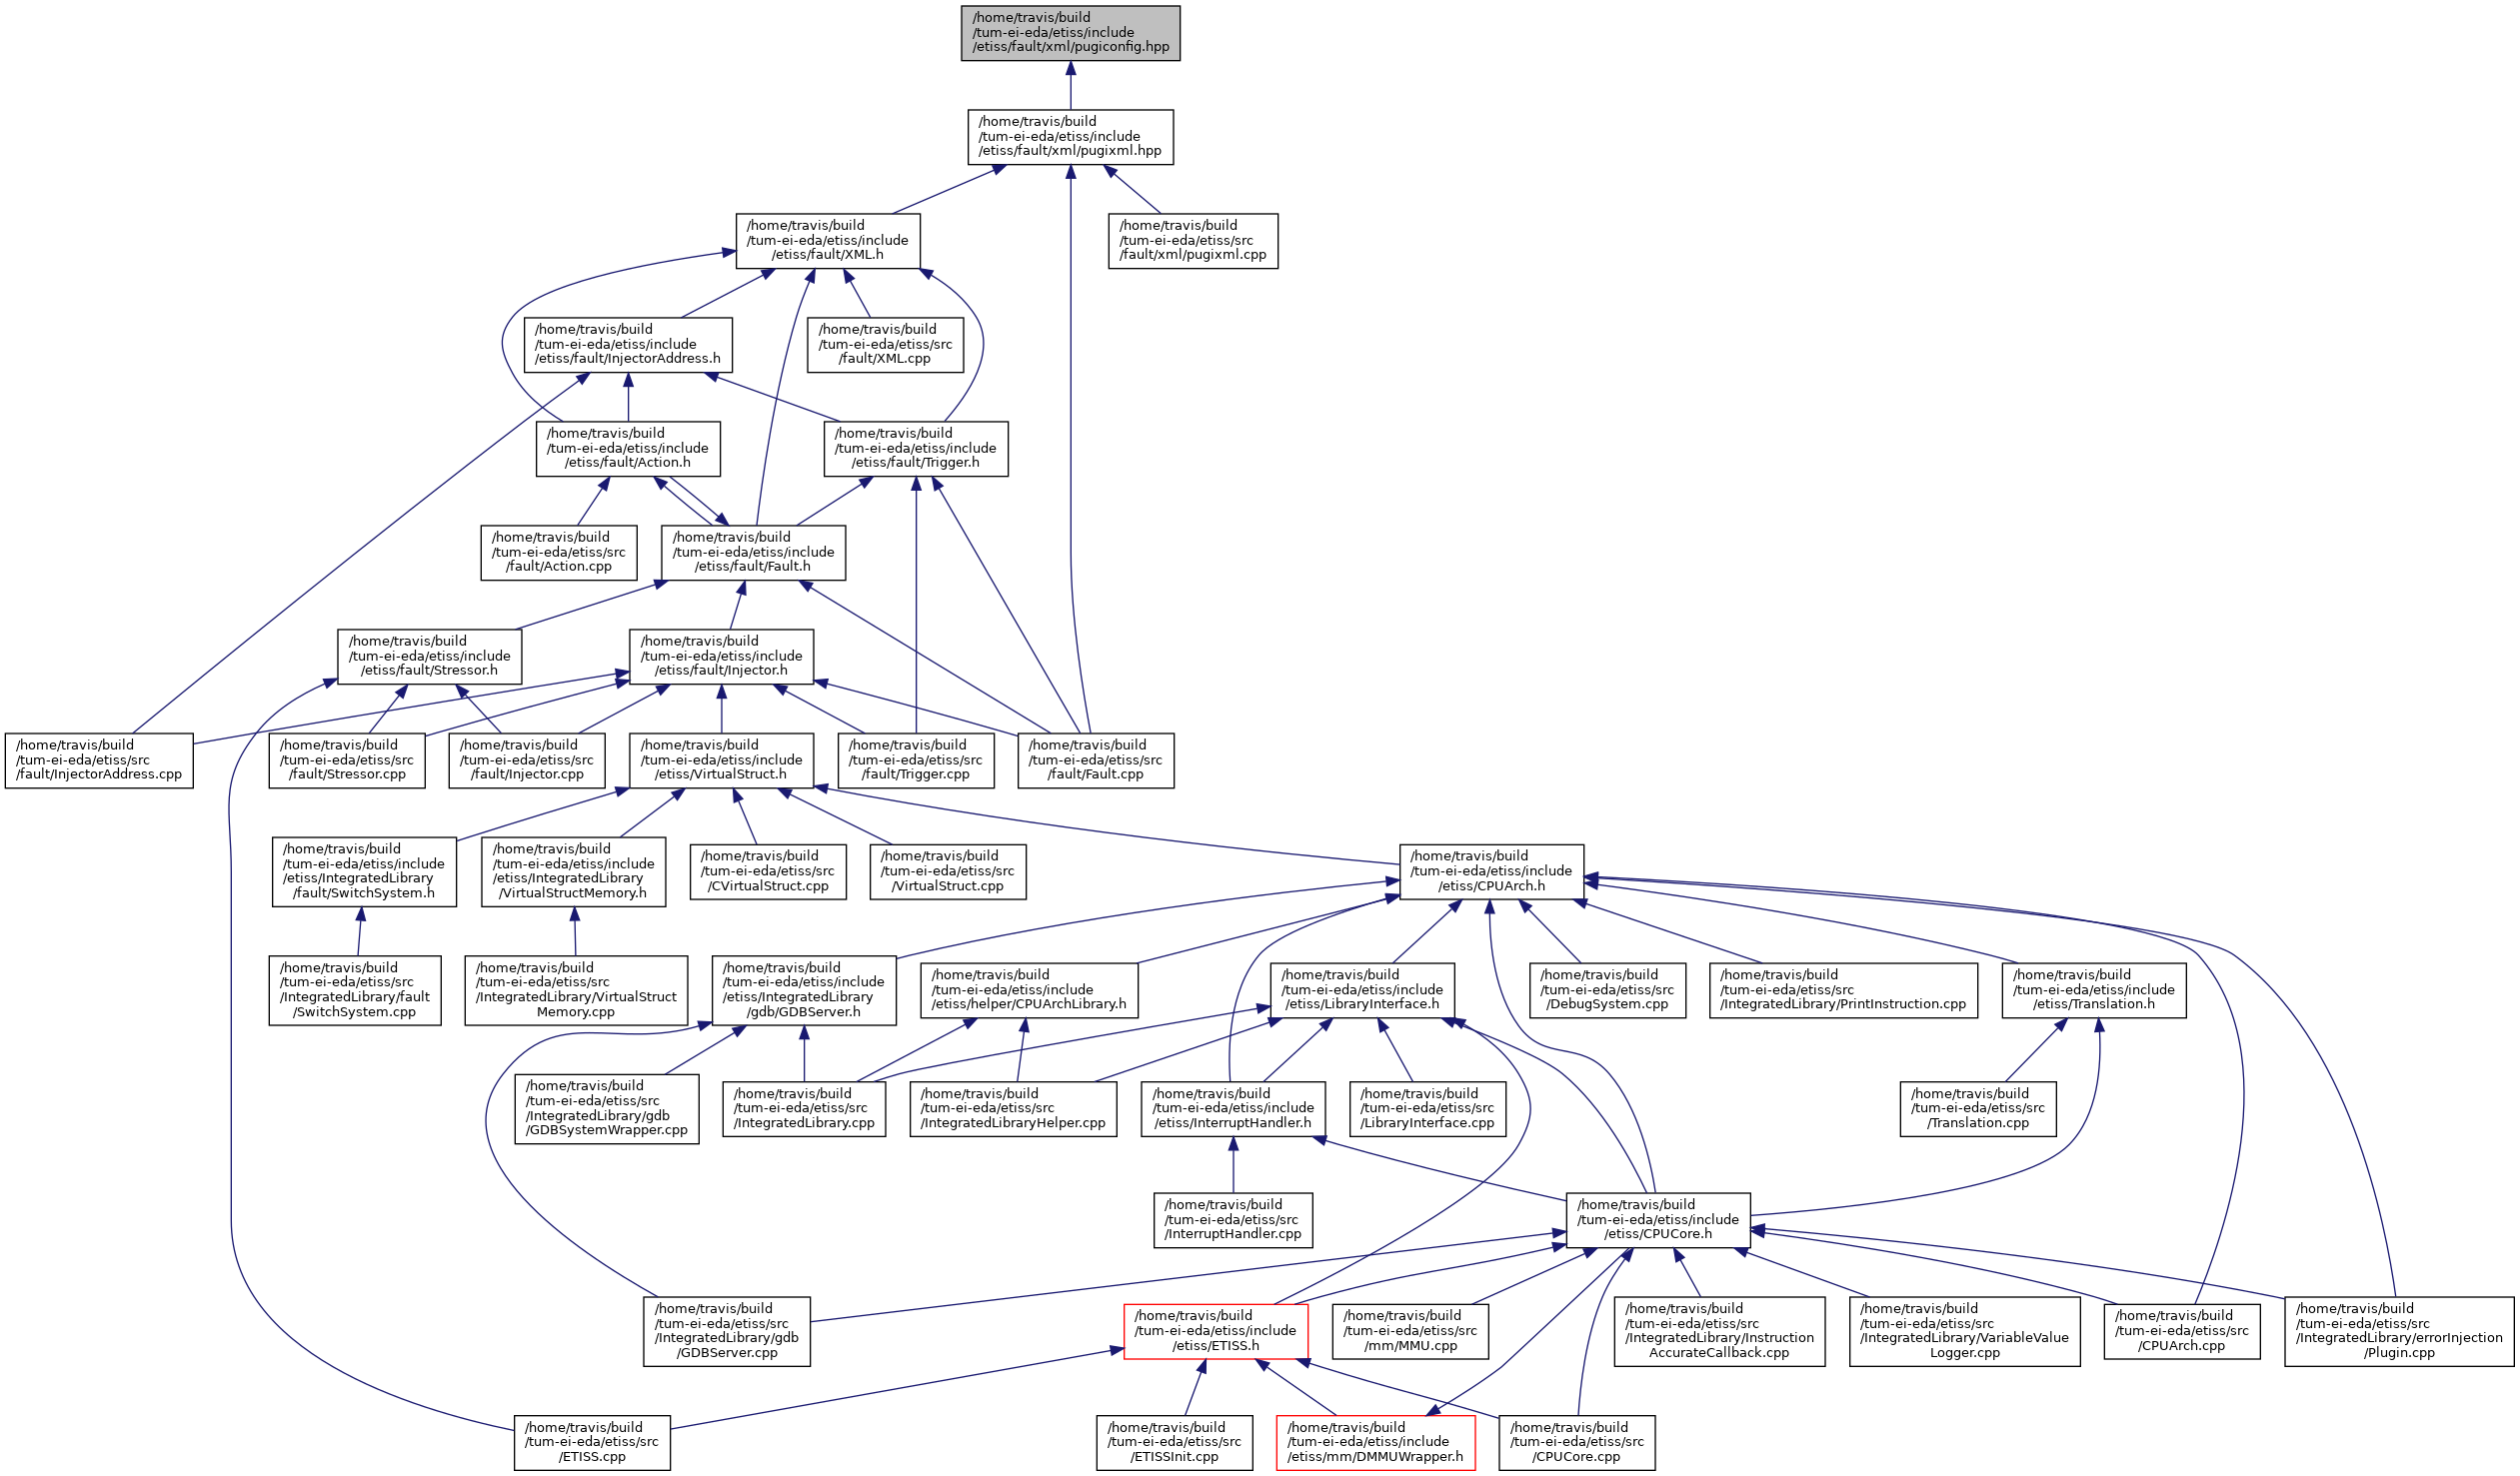 /home/travis/build
/tum-ei-eda/etiss/include
/etiss/fault/xml/pugiconfig.hpp
/home/travis/build
/tum-ei-eda/etiss/include
/etiss/fault/xml/pugixml.hpp
/home/travis/build
/tum-ei-eda/etiss/include
/etiss/fault/XML.h
/home/travis/build
/tum-ei-eda/etiss/src
/fault/xml/pugixml.cpp
/home/travis/build
/tum-ei-eda/etiss/include
/etiss/fault/InjectorAddress.h
/home/travis/build
/tum-ei-eda/etiss/src
/fault/XML.cpp
/home/travis/build
/tum-ei-eda/etiss/include
/etiss/fault/Action.h
/home/travis/build
/tum-ei-eda/etiss/include
/etiss/fault/Trigger.h
/home/travis/build
/tum-ei-eda/etiss/src
/fault/Action.cpp
/home/travis/build
/tum-ei-eda/etiss/include
/etiss/fault/Fault.h
/home/travis/build
/tum-ei-eda/etiss/include
/etiss/fault/Stressor.h
/home/travis/build
/tum-ei-eda/etiss/include
/etiss/fault/Injector.h
/home/travis/build
/tum-ei-eda/etiss/src
/fault/InjectorAddress.cpp
/home/travis/build
/tum-ei-eda/etiss/src
/fault/Stressor.cpp
/home/travis/build
/tum-ei-eda/etiss/src
/fault/Injector.cpp
/home/travis/build
/tum-ei-eda/etiss/include
/etiss/VirtualStruct.h
/home/travis/build
/tum-ei-eda/etiss/src
/fault/Trigger.cpp
/home/travis/build
/tum-ei-eda/etiss/src
/fault/Fault.cpp
/home/travis/build
/tum-ei-eda/etiss/include
/etiss/IntegratedLibrary
/fault/SwitchSystem.h
/home/travis/build
/tum-ei-eda/etiss/include
/etiss/IntegratedLibrary
/VirtualStructMemory.h
/home/travis/build
/tum-ei-eda/etiss/src
/CVirtualStruct.cpp
/home/travis/build
/tum-ei-eda/etiss/src
/VirtualStruct.cpp
/home/travis/build
/tum-ei-eda/etiss/include
/etiss/CPUArch.h
/home/travis/build
/tum-ei-eda/etiss/src
/IntegratedLibrary/fault
/SwitchSystem.cpp
/home/travis/build
/tum-ei-eda/etiss/src
/IntegratedLibrary/VirtualStruct
Memory.cpp
/home/travis/build
/tum-ei-eda/etiss/include
/etiss/IntegratedLibrary
/gdb/GDBServer.h
/home/travis/build
/tum-ei-eda/etiss/include
/etiss/helper/CPUArchLibrary.h
/home/travis/build
/tum-ei-eda/etiss/include
/etiss/LibraryInterface.h
/home/travis/build
/tum-ei-eda/etiss/src
/DebugSystem.cpp
/home/travis/build
/tum-ei-eda/etiss/src
/IntegratedLibrary/PrintInstruction.cpp
/home/travis/build
/tum-ei-eda/etiss/include
/etiss/Translation.h
/home/travis/build
/tum-ei-eda/etiss/src
/IntegratedLibrary/gdb
/GDBSystemWrapper.cpp
/home/travis/build
/tum-ei-eda/etiss/src
/IntegratedLibrary.cpp
/home/travis/build
/tum-ei-eda/etiss/src
/IntegratedLibraryHelper.cpp
/home/travis/build
/tum-ei-eda/etiss/include
/etiss/InterruptHandler.h
/home/travis/build
/tum-ei-eda/etiss/src
/LibraryInterface.cpp
/home/travis/build
/tum-ei-eda/etiss/src
/Translation.cpp
/home/travis/build
/tum-ei-eda/etiss/src
/InterruptHandler.cpp
/home/travis/build
/tum-ei-eda/etiss/include
/etiss/CPUCore.h
/home/travis/build
/tum-ei-eda/etiss/src
/IntegratedLibrary/gdb
/GDBServer.cpp
/home/travis/build
/tum-ei-eda/etiss/include
/etiss/ETISS.h
/home/travis/build
/tum-ei-eda/etiss/src
/mm/MMU.cpp
/home/travis/build
/tum-ei-eda/etiss/src
/IntegratedLibrary/Instruction
AccurateCallback.cpp
/home/travis/build
/tum-ei-eda/etiss/src
/IntegratedLibrary/VariableValue
Logger.cpp
/home/travis/build
/tum-ei-eda/etiss/src
/CPUArch.cpp
/home/travis/build
/tum-ei-eda/etiss/src
/IntegratedLibrary/errorInjection
/Plugin.cpp
/home/travis/build
/tum-ei-eda/etiss/src
/ETISS.cpp
/home/travis/build
/tum-ei-eda/etiss/src
/ETISSInit.cpp
/home/travis/build
/tum-ei-eda/etiss/include
/etiss/mm/DMMUWrapper.h
/home/travis/build
/tum-ei-eda/etiss/src
/CPUCore.cpp